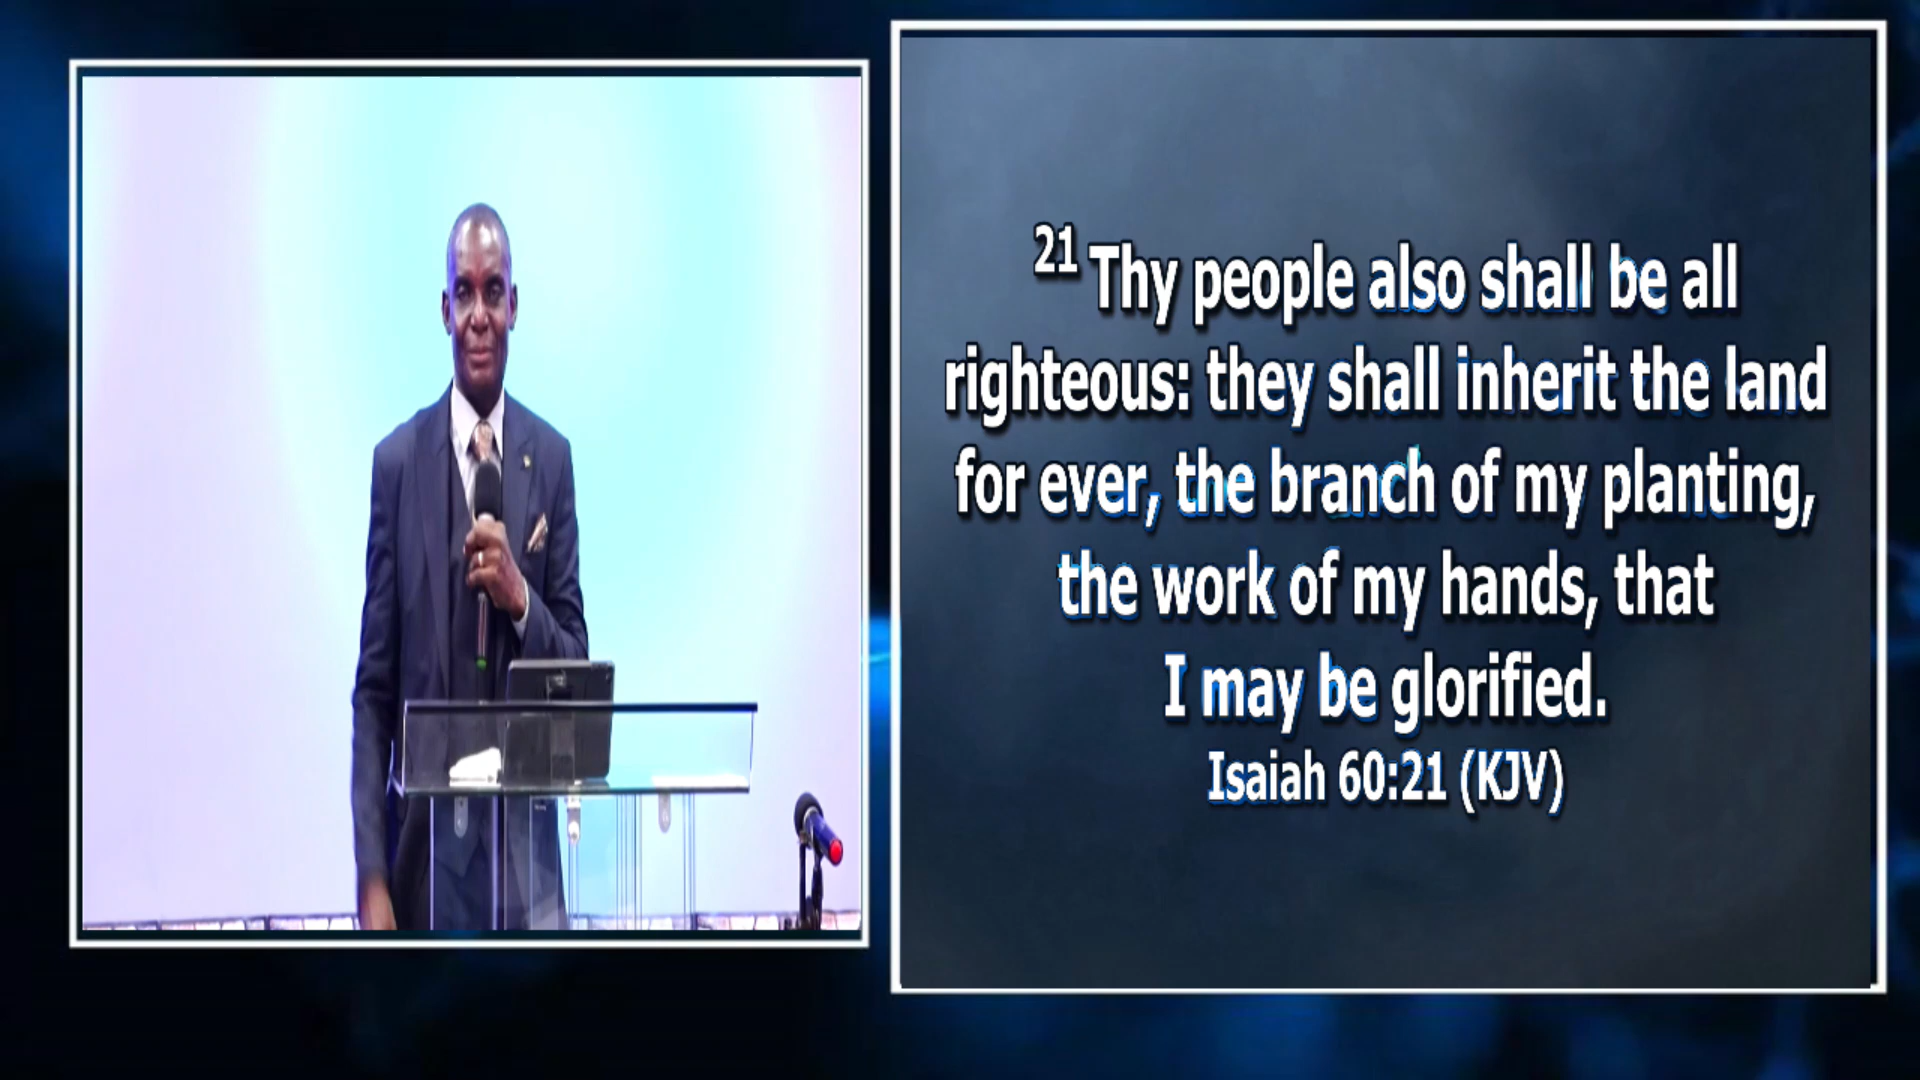 21 Thy people also shall be all
righteous: they shall inherit the land
for ever, the branch of my planting,
the work of my hands, that
I may be glorified.
Isaiah 60:21 (KJV)